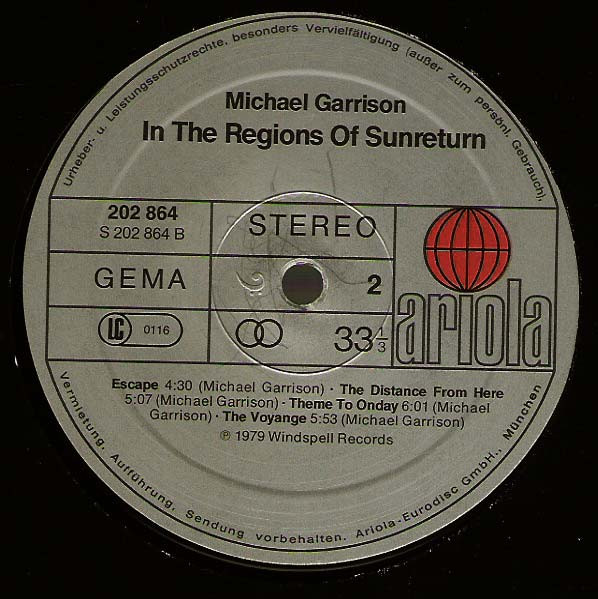 Urheber- u. Leistungsschutzrechte, besonders Vervielfältigung (außer zum persönl. Gebrauch),
Michael Garrison
In The Regions Of Sunreturn
202 864
S 202 864 B
STEREO
GEMA
2
LC 0116
33 1/3
ariola
Escape 4:30 (Michael Garrison) · The Distance From Here
5:07 (Michael Garrison) · Theme To Onday 6:01 (Michael
Garrison) · The Voyange 5:53 (Michael Garrison)
℗ 1979 Windspell Records
Vermietung, Aufführung, Sendung vorbehalten. Ariola-Eurodisc GmbH., München